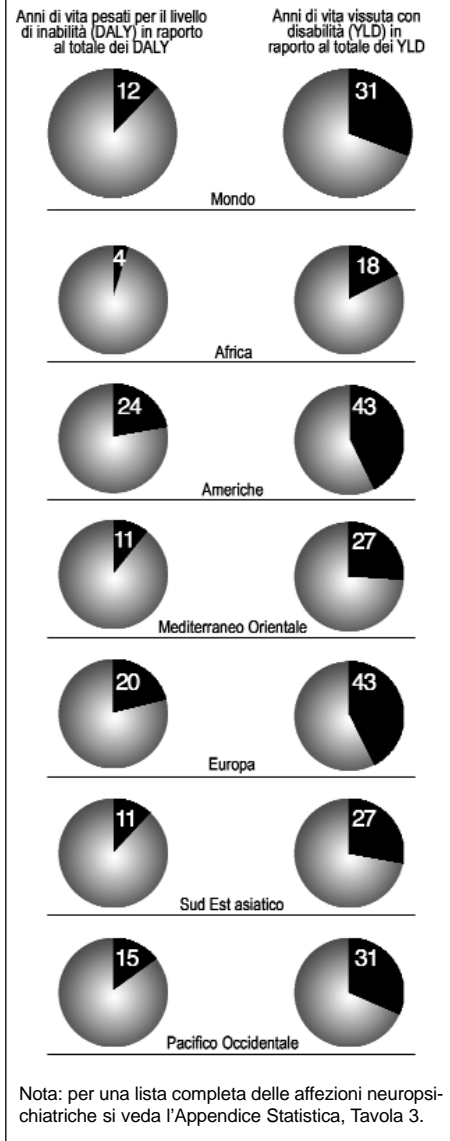 Anni di vita pesati per il livello
di inabilità (DALY) in raporto
al totale dei DALY
Anni di vita vissuta con
disabilità (YLD) in
raporto al totale dei YLD
12
31
Mondo
4
18
Africa
24
43
Americhe
11
27
Mediterraneo Orientale
20
43
Europa
11
27
Sud Est asiatico
15
31
Pacifico Occidentale
Nota: per una lista completa delle affezioni neuropsi-
chiatriche si veda l'Appendice Statistica, Tavola 3.